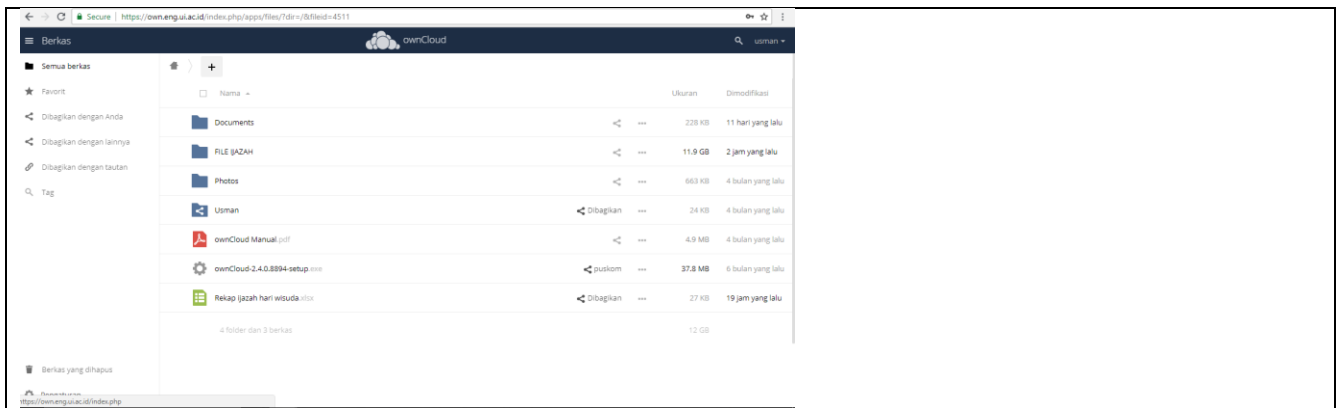 Secure | https://own.eng.ui.ac.id/index.php/apps/files/?dir=/&fileid=4511
Berkas ownCloud usman
Semua berkas
Favorit
Dibagikan dengan Anda
Dibagikan dengan lainnya
Dibagikan dengan tautan
Tag
Nama Ukuran Dimodifikasi
Documents 228 KB 11 hari yang lalu
FILE IJAZAH 11.9 GB 2 jam yang lalu
Photos 663 KB 4 bulan yang lalu
Usman Dibagikan 24 KB 4 bulan yang lalu
ownCloud Manual.pdf 4.9 MB 4 bulan yang lalu
ownCloud-2.4.0.8894-setup.exe puskom 37.8 MB 6 bulan yang lalu
Rekap ijazah hari wisuda.xlsx Dibagikan 27 KB 19 jam yang lalu
4 folder dan 3 berkas 12 GB
Berkas yang dihapus
Pengaturan
https://own.eng.ui.ac.id/index.php